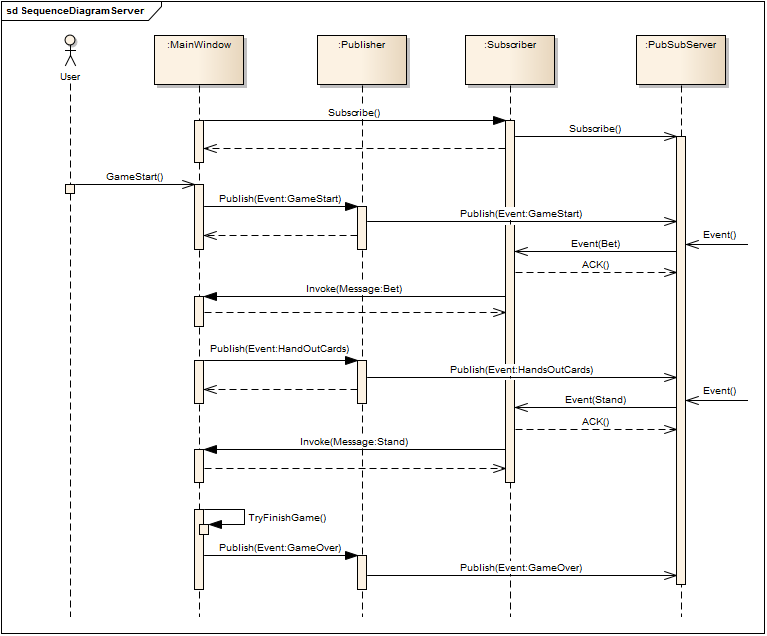 sd SequenceDiagramServer
User
:MainWindow
:Publisher
:Subscriber
:PubSubServer
Subscribe()
Subscribe()
GameStart()
Publish(Event:GameStart)
Publish(Event:GameStart)
Event()
Event(Bet)
ACK()
Invoke(Message:Bet)
Publish(Event:HandOutCards)
Publish(Event:HandsOutCards)
Event()
Event(Stand)
ACK()
Invoke(Message:Stand)
TryFinishGame()
Publish(Event:GameOver)
Publish(Event:GameOver)